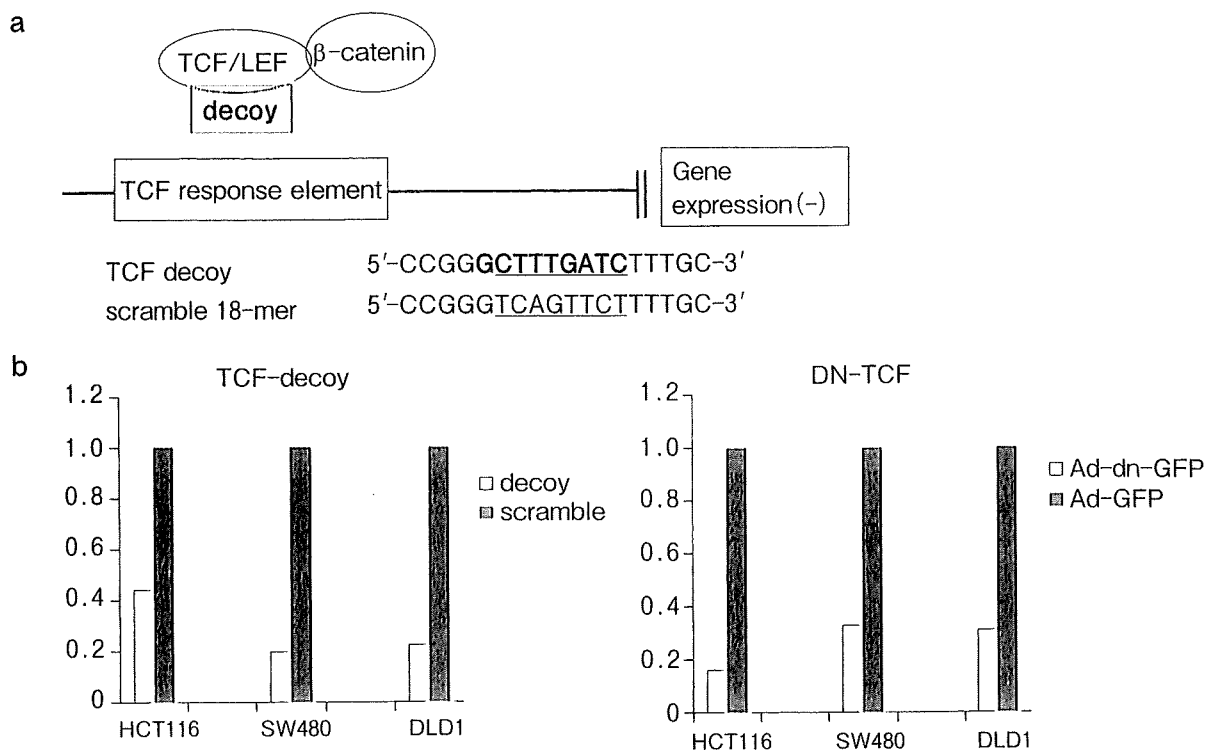 a
TCF/LEF
β-catenin
decoy
TCF response element
Gene
expression(-)
TCF decoy 5′-CCGGGCTTTGATCTTTGC-3′
scramble 18-mer 5′-CCGGGTCAGTTCTTTTGC-3′
b
TCF-decoy
1.2
1.0
0.8
0.6
0.4
0.2
0
HCT116 SW480 DLD1
decoy
scramble
DN-TCF
1.2
1.0
0.8
0.6
0.4
0.2
0
HCT116 SW480 DLD1
Ad-dn-GFP
Ad-GFP